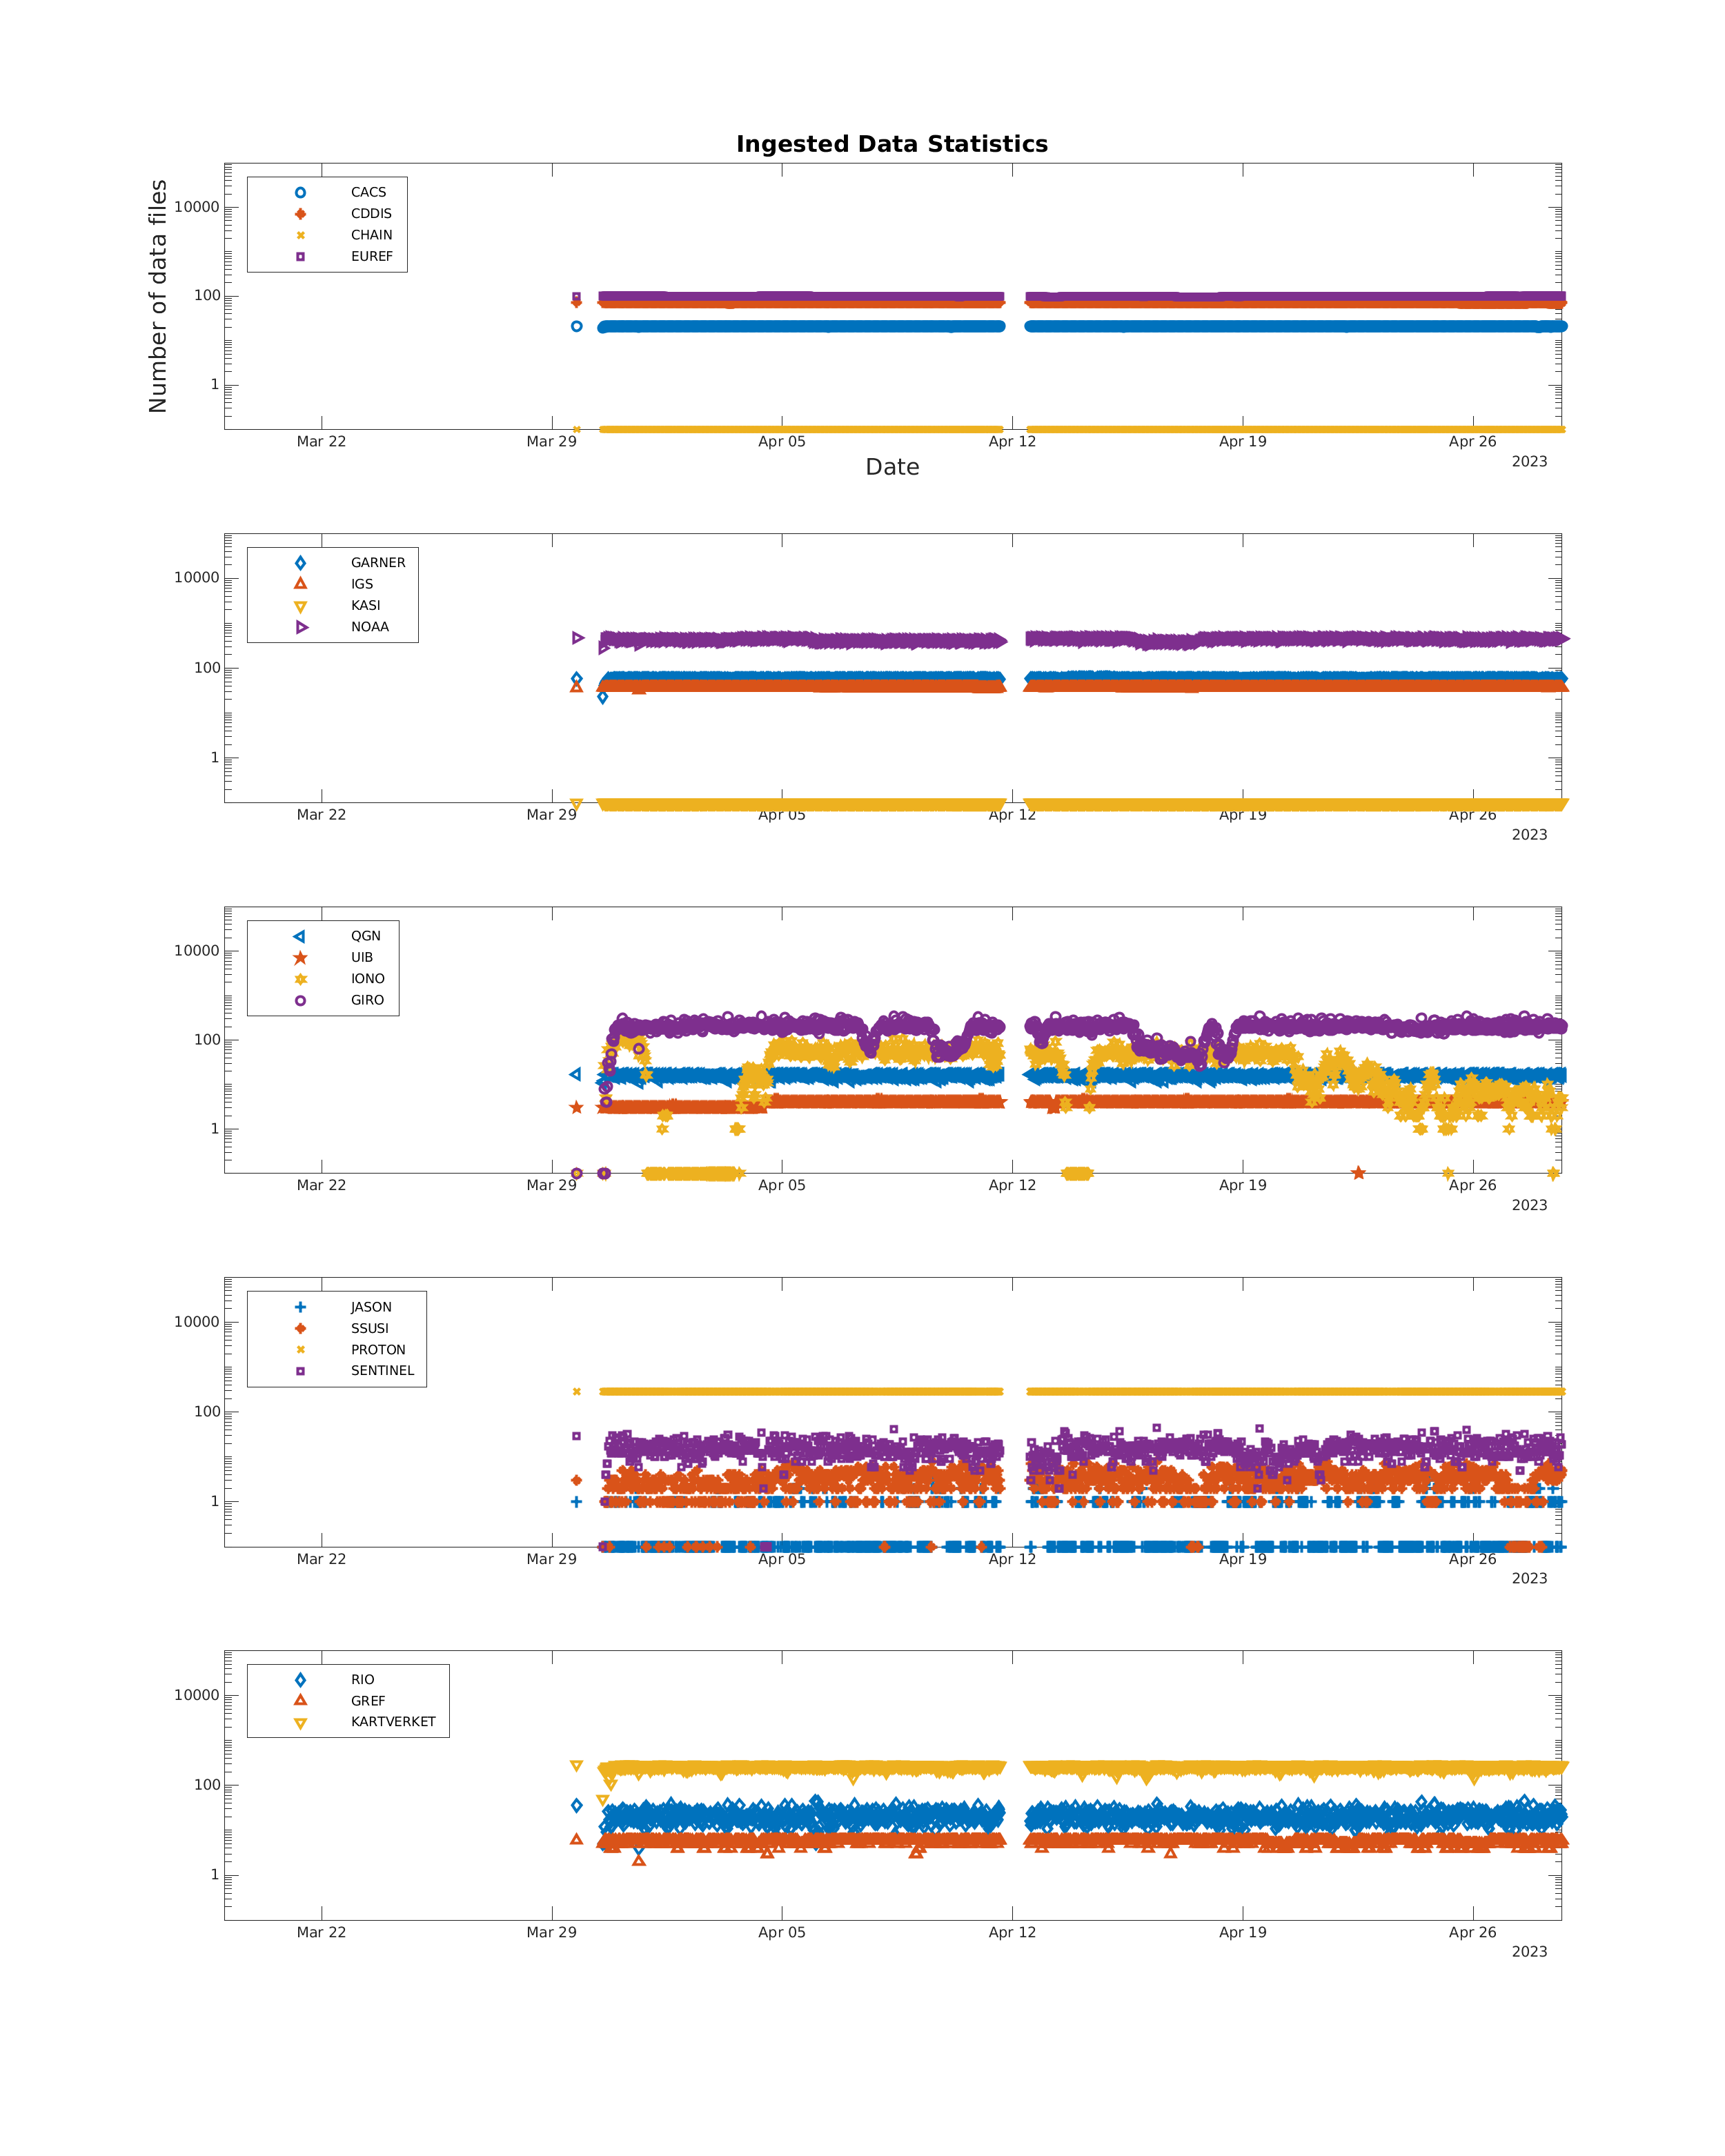 Ingested Data Statistics
Number of data files
CACS
CDDIS
CHAIN
EUREF
10000
100
1
Mar 22 Mar 29 Apr 05 Apr 12 Apr 19 Apr 26
2023
Date
GARNER
IGS
KASI
NOAA
10000
100
1
Mar 22 Mar 29 Apr 05 Apr 12 Apr 19 Apr 26
2023
QGN
UIB
IONO
GIRO
10000
100
1
Mar 22 Mar 29 Apr 05 Apr 12 Apr 19 Apr 26
2023
JASON
SSUSI
PROTON
SENTINEL
10000
100
1
Mar 22 Mar 29 Apr 05 Apr 12 Apr 19 Apr 26
2023
RIO
GREF
KARTVERKET
10000
100
1
Mar 22 Mar 29 Apr 05 Apr 12 Apr 19 Apr 26
2023